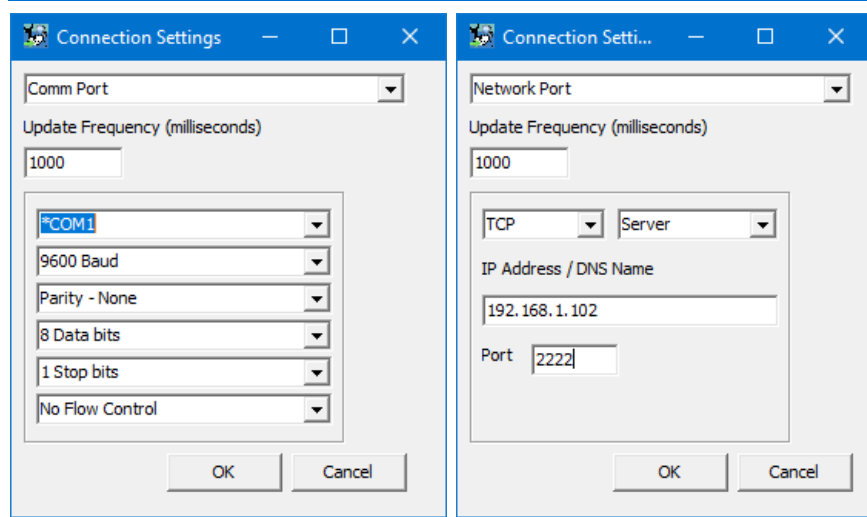 Connection Settings
Comm Port
Update Frequency (milliseconds)
1000
*COM1
9600 Baud
Parity - None
8 Data bits
1 Stop bits
No Flow Control
OK Cancel
Connection Setti...
Network Port
Update Frequency (milliseconds)
1000
TCP Server
IP Address / DNS Name
192.168.1.102
Port 2222
OK Cancel